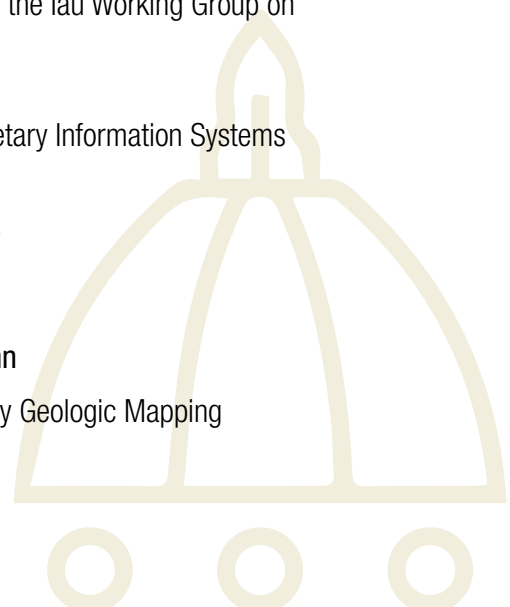 the Iau Working Group on
etary Information Systems
n
y Geologic Mapping